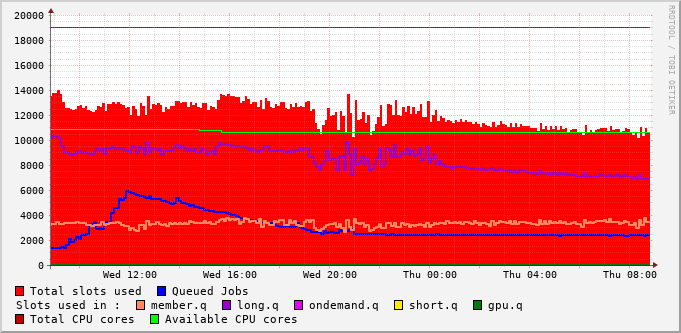 20000
18000
16000
14000
12000
10000
8000
6000
4000
2000
0
Wed 12:00 Wed 16:00 Wed 20:00 Thu 00:00 Thu 04:00 Thu 08:00
RRDTOOL / TOBI OETIKER
Total slots used Queued Jobs
Slots used in : member.q long.q ondemand.q short.q gpu.q
Total CPU cores Available CPU cores